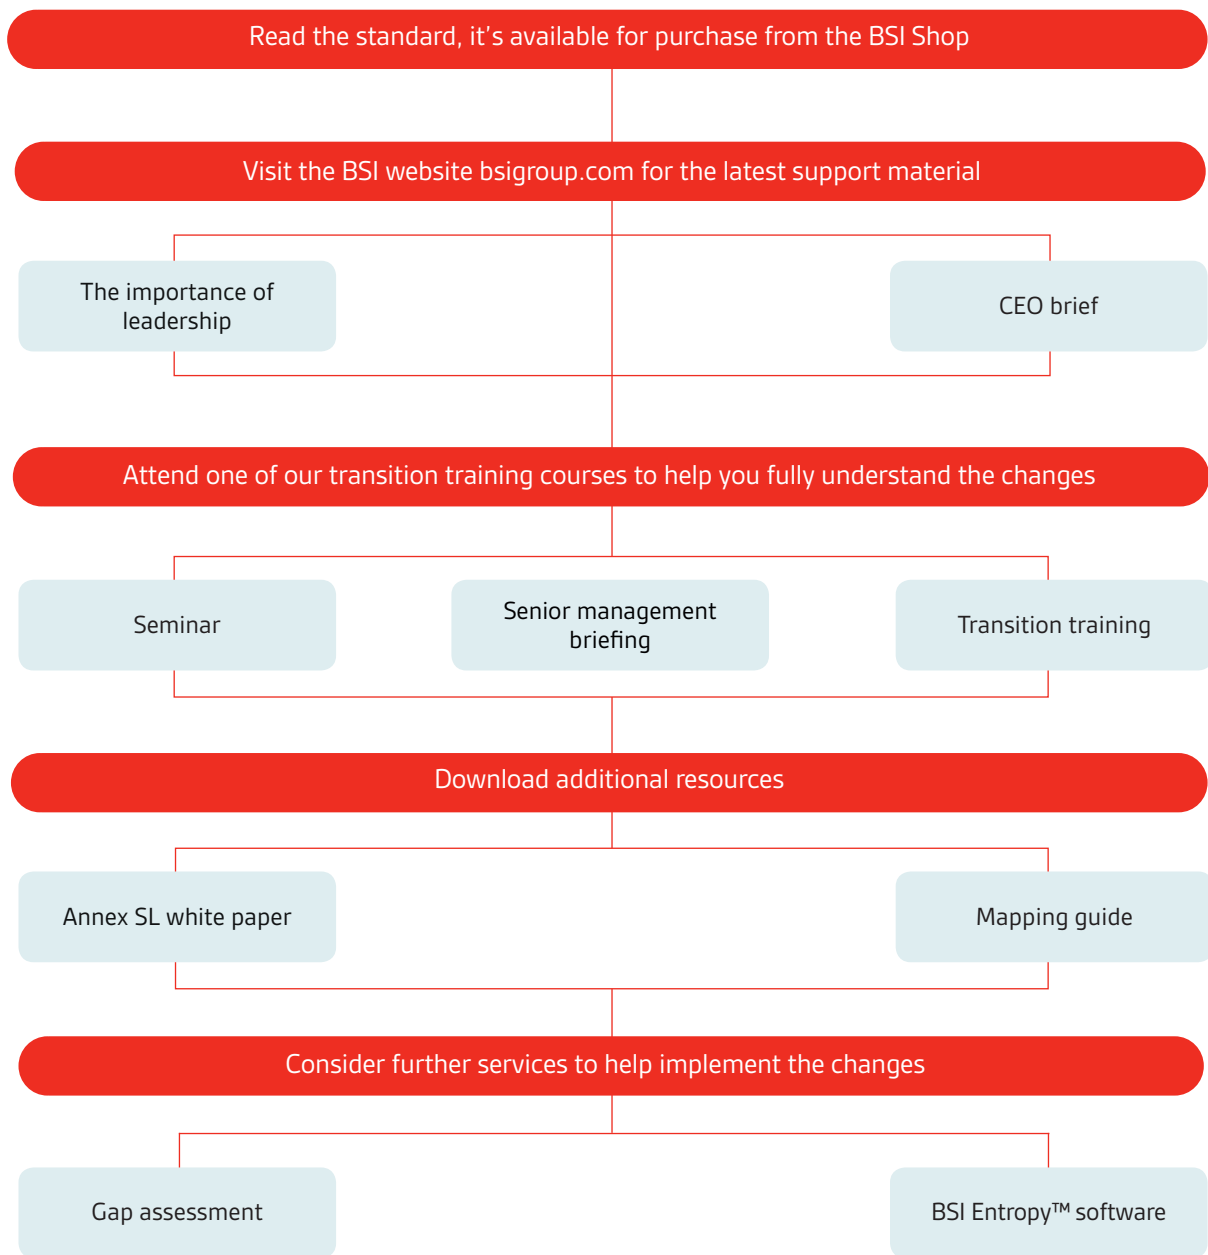 Read the standard, it's available for purchase from the BSI Shop
Visit the BSI website bsigroup.com for the latest support material
The importance of
leadership
CEO brief
Attend one of our transition training courses to help you fully understand the changes
Seminar
Senior management
briefing
Transition training
Download additional resources
Annex SL white paper
Mapping guide
Consider further services to help implement the changes
Gap assessment
BSI Entropy™ software